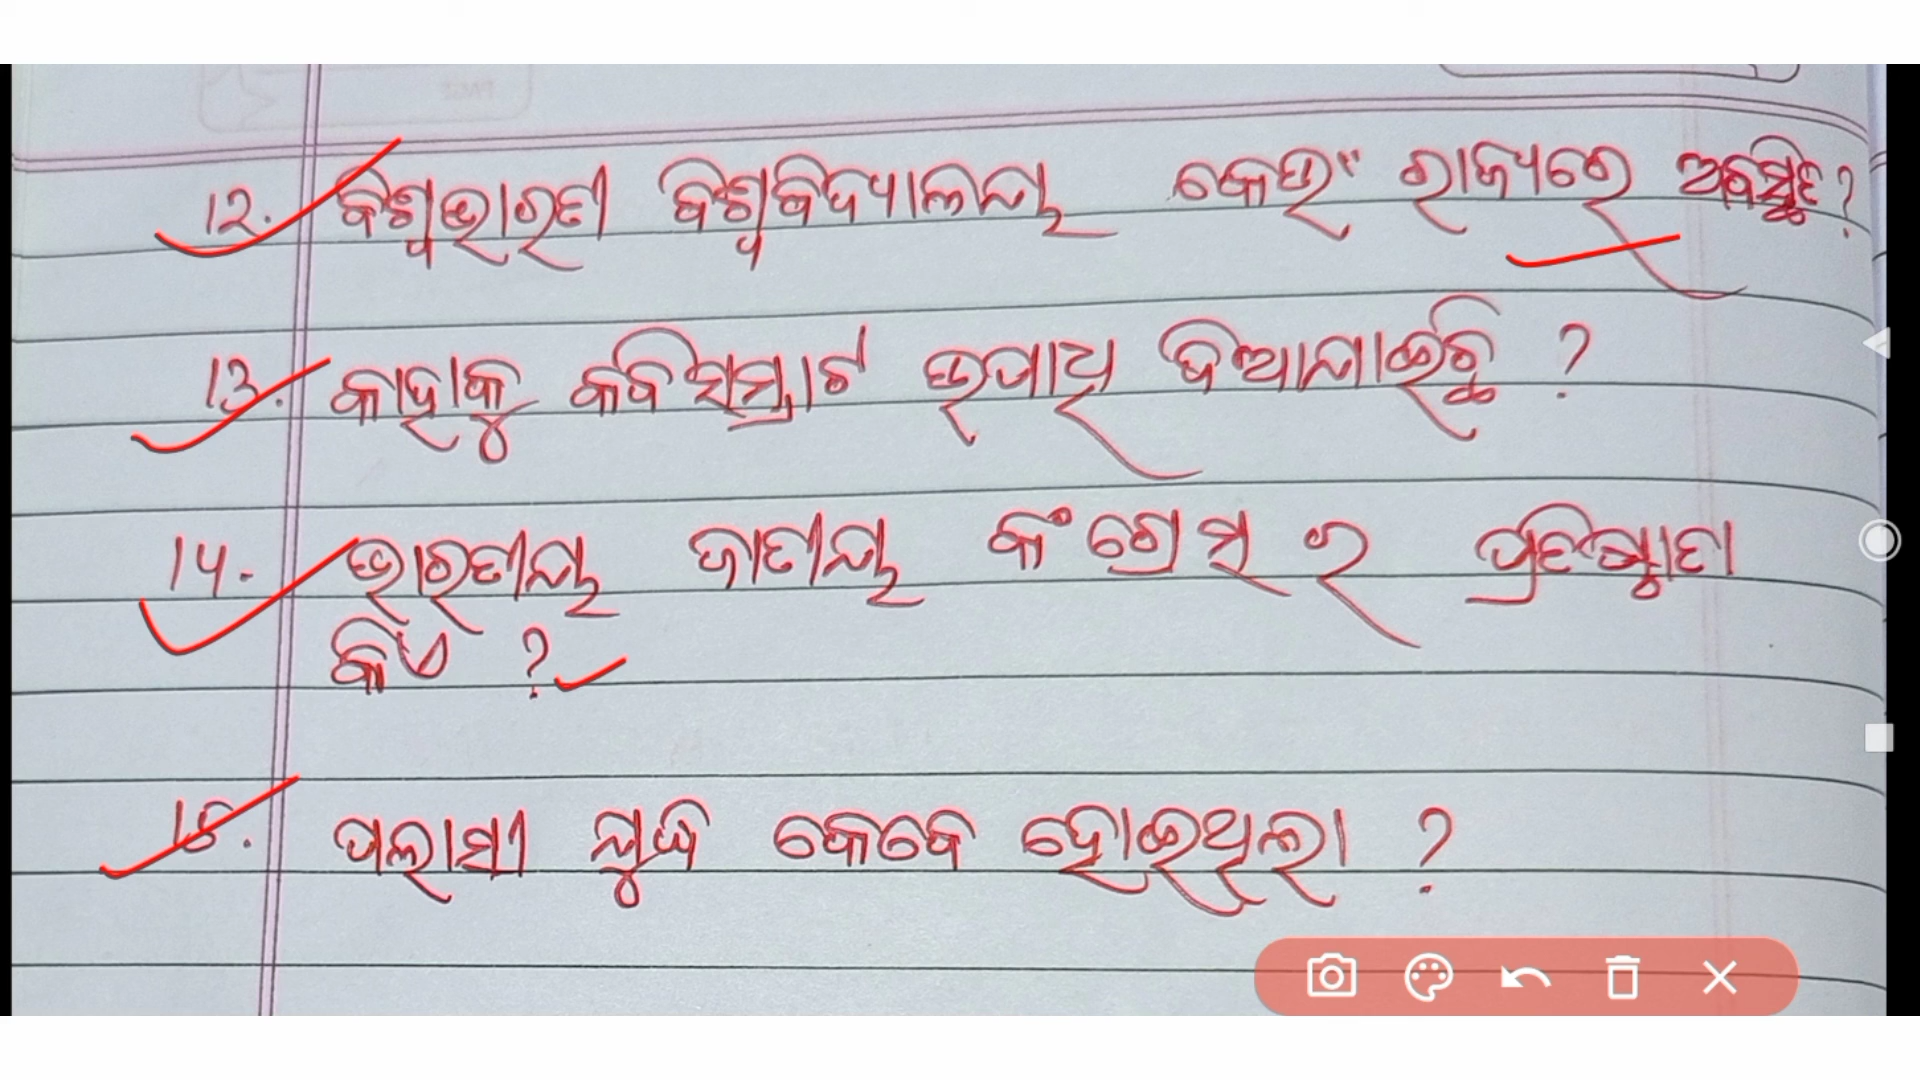 12. ବିଶ୍ୱଭାରତୀ ବିଶ୍ୱବିଦ୍ୟାଳୟ କେଉଁ ରାଜ୍ୟରେ ଅବସ୍ଥିତ ?
13. କାହାକୁ କବିସମ୍ରାଟ ଉପାଧି ଦିଆଯାଇଛି ?
14. ଭାରତୀୟ ଜାତୀୟ କଂଗ୍ରେସ ର ପ୍ରତିଷ୍ଠାତା
କିଏ ?
15. ପଲାସୀ ଯୁଦ୍ଧ କେବେ ହୋଇଥିଲା ?